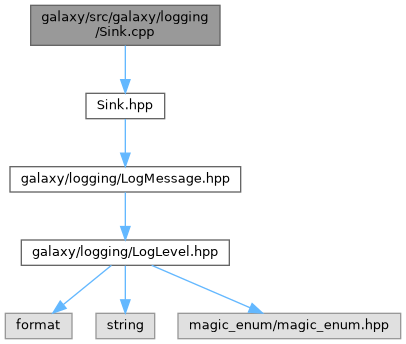 galaxy/src/galaxy/logging
/Sink.cpp
Sink.hpp
galaxy/logging/LogMessage.hpp
galaxy/logging/LogLevel.hpp
format
string
magic_enum/magic_enum.hpp